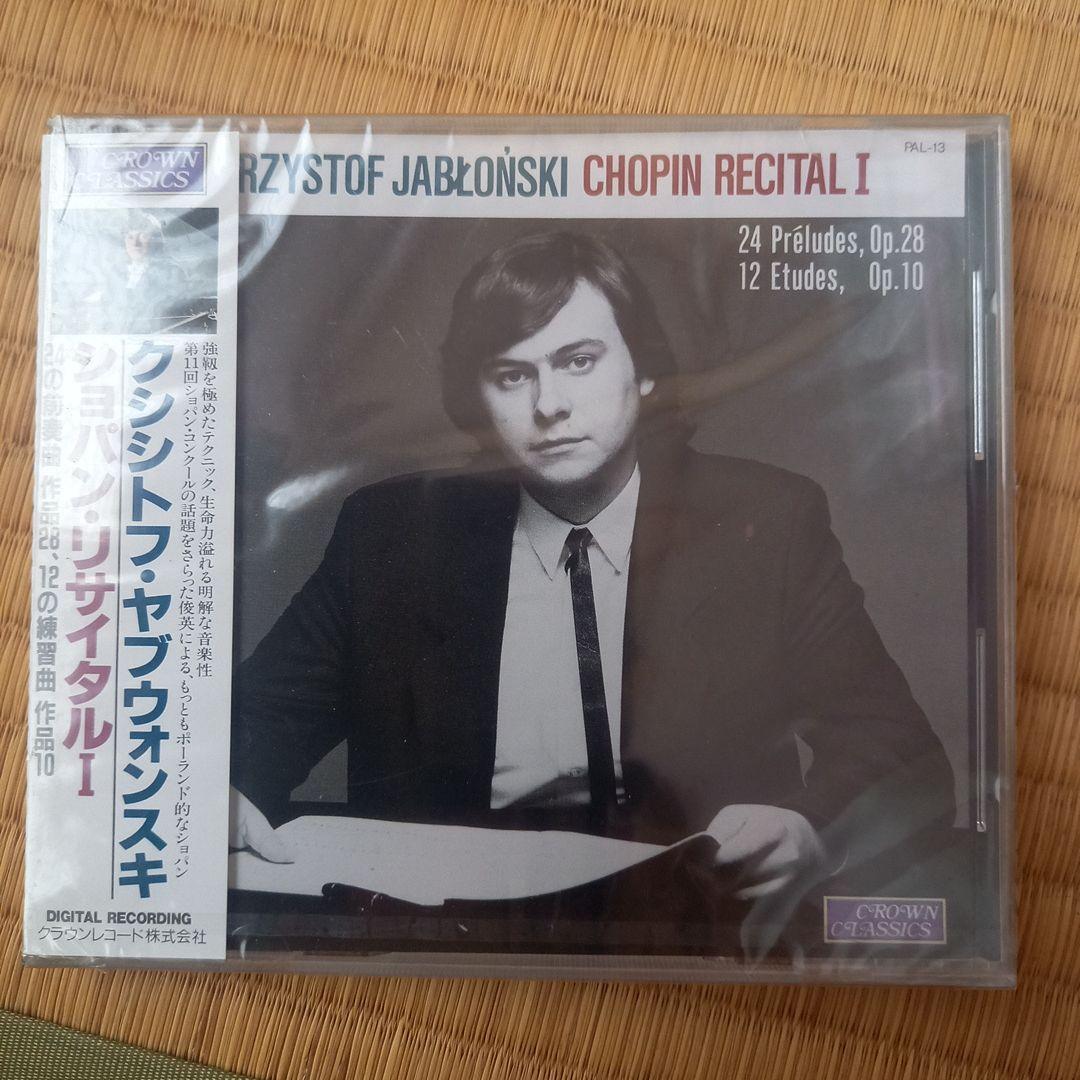 CROWN
CLASSICS
RZYSTOF JABŁOŃSKI CHOPIN RECITAL I
PAL-13
24 Préludes, Op.28
12 Etudes, Op.10
強靱を極めたテクニック、生命力溢れる明解な音楽性
第11回ショパン・コンクールの話題をさらった俊英による、もっともポーランド的なショパン
クシシトフ・ヤブウォンスキ
ショパン・リサイタルI
24の前奏曲 作品28、12の練習曲 作品10
DIGITAL RECORDING
クラウンレコード株式会社
CROWN
CLASSICS